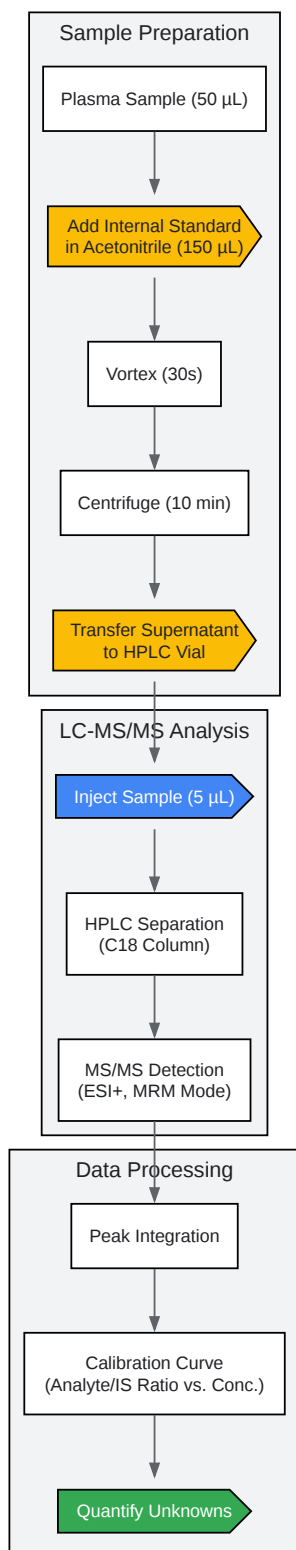 Sample Preparation
Plasma Sample (50 µL)
Add Internal Standard
in Acetonitrile (150 µL)
Vortex (30s)
Centrifuge (10 min)
Transfer Supernatant
to HPLC Vial
LC-MS/MS Analysis
Inject Sample (5 µL)
HPLC Separation
(C18 Column)
MS/MS Detection
(ESI+, MRM Mode)
Data Processing
Peak Integration
Calibration Curve
(Analyte/IS Ratio vs. Conc.)
Quantify Unknowns